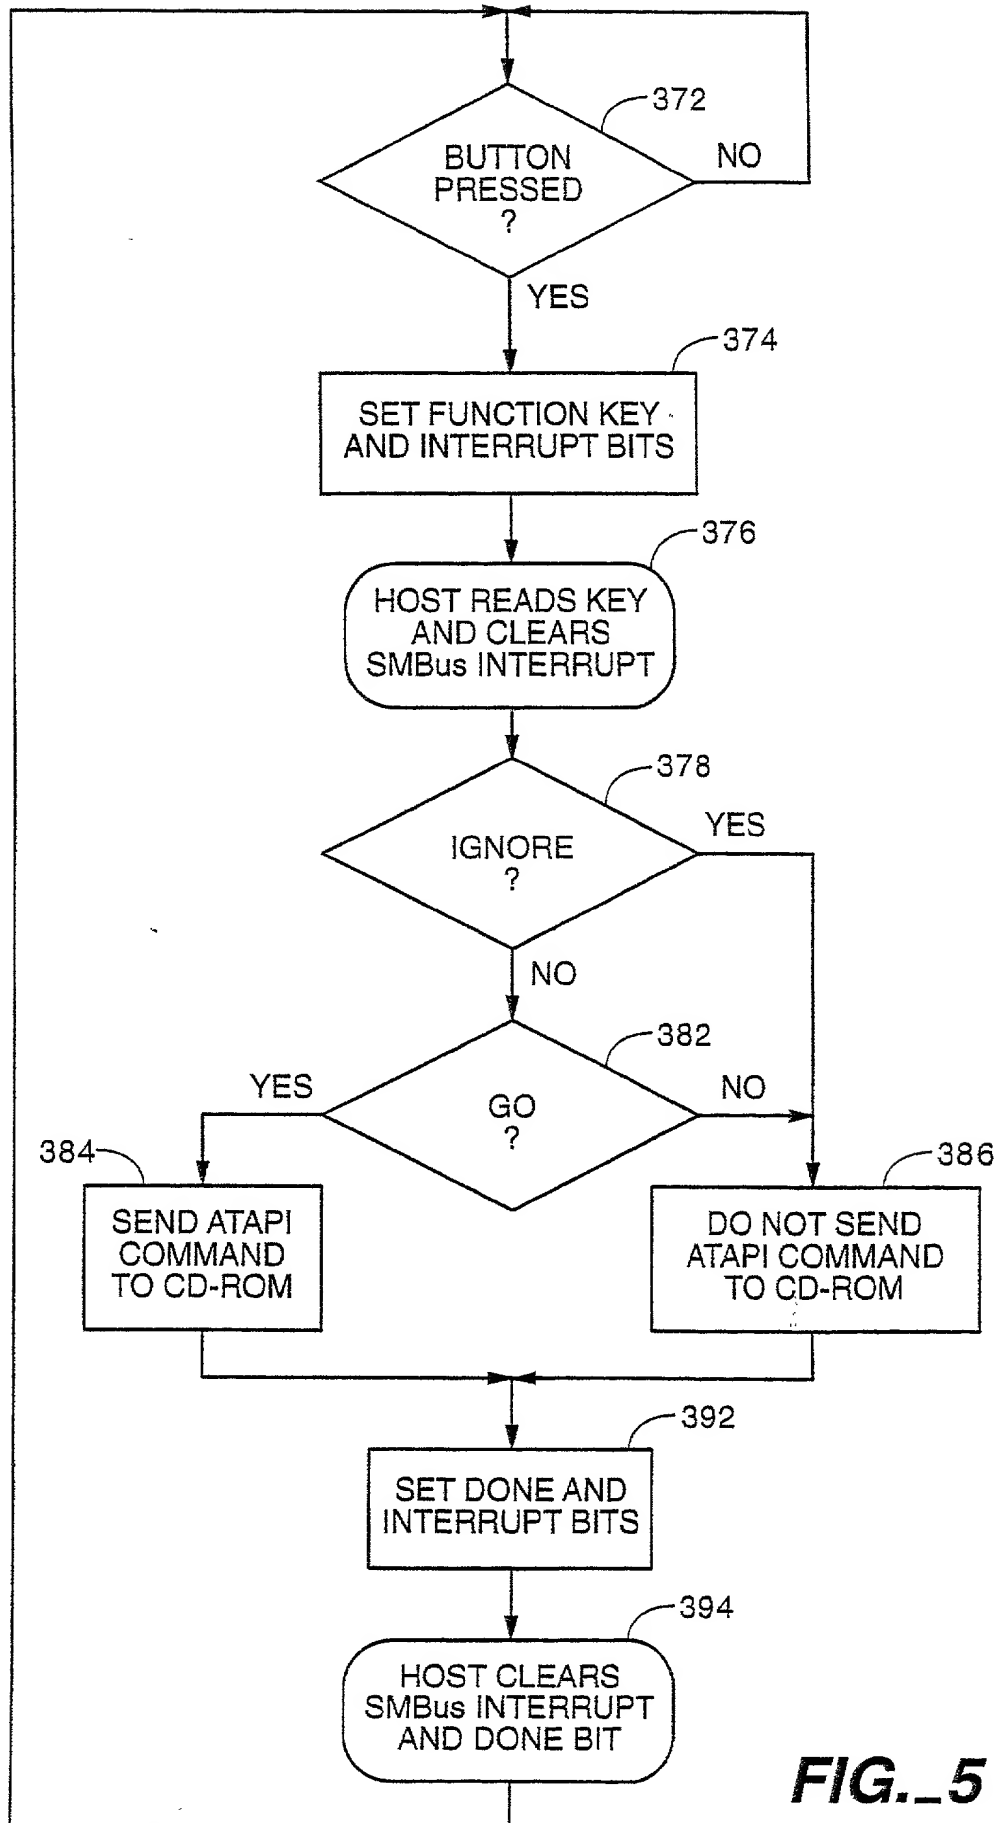 372
BUTTON
PRESSED
?
NO
YES
374
SET FUNCTION KEY
AND INTERRUPT BITS
376
HOST READS KEY
AND CLEARS
SMBus INTERRUPT
378
IGNORE
?
YES
NO
382
GO
?
YES
NO
384
SEND ATAPI
COMMAND
TO CD-ROM
386
DO NOT SEND
ATAPI COMMAND
TO CD-ROM
392
SET DONE AND
INTERRUPT BITS
394
HOST CLEARS
SMBus INTERRUPT
AND DONE BIT
FIG._5